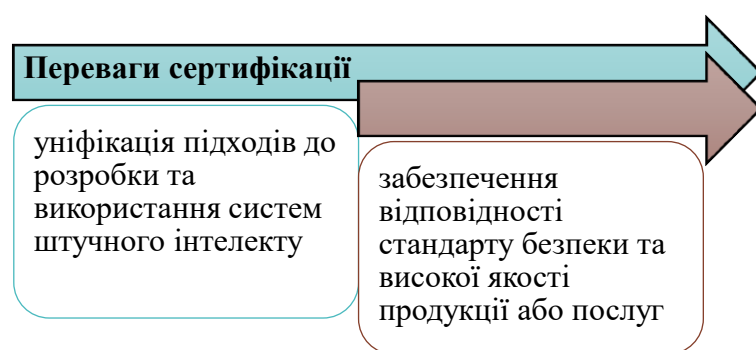 Переваги сертифікації
уніфікація підходів до
розробки та
використання систем
штучного інтелекту
забезпечення
відповідності
стандарту безпеки та
високої якості
продукції або послуг